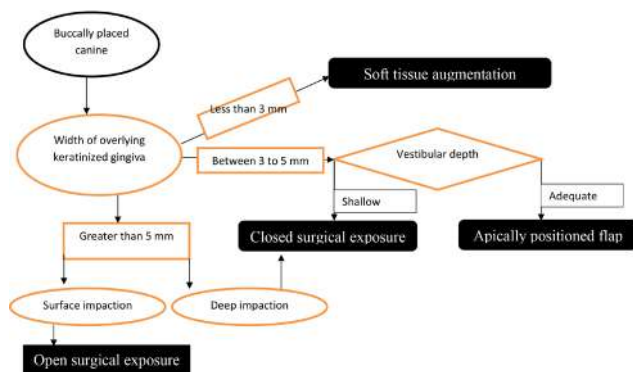 Buccally placed
canine
Soft tissue augmentation
Less than 3 mm
Width of overlying
keratinized gingiva
Between 3 to 5 mm
Vestibular depth
Shallow
Adequate
Greater than 5 mm
Closed surgical exposure
Apically positioned flap
Surface impaction
Deep impaction
Open surgical exposure